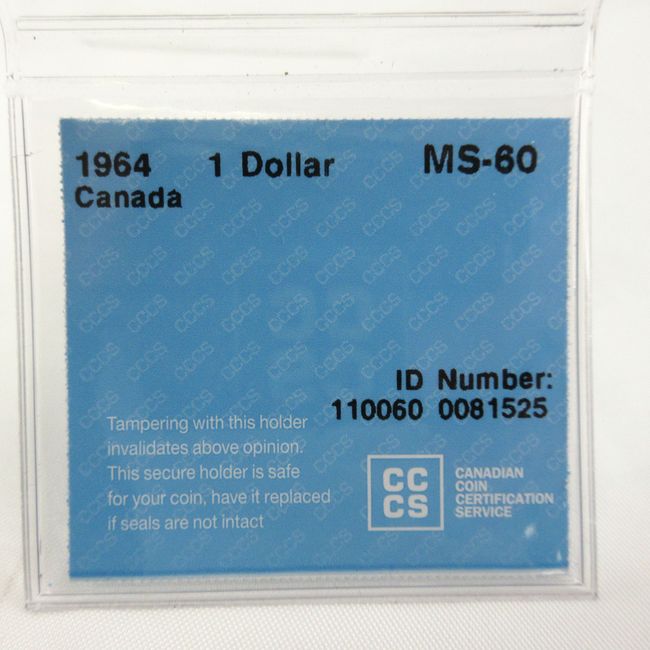 1964 1 Dollar MS-60
Canada
ID Number:
110060 0081525
Tampering with this holder
invalidates above opinion.
This secure holder is safe
for your coin, have it replaced
if seals are not intact
CC
CS
CANADIAN
COIN
CERTIFICATION
SERVICE